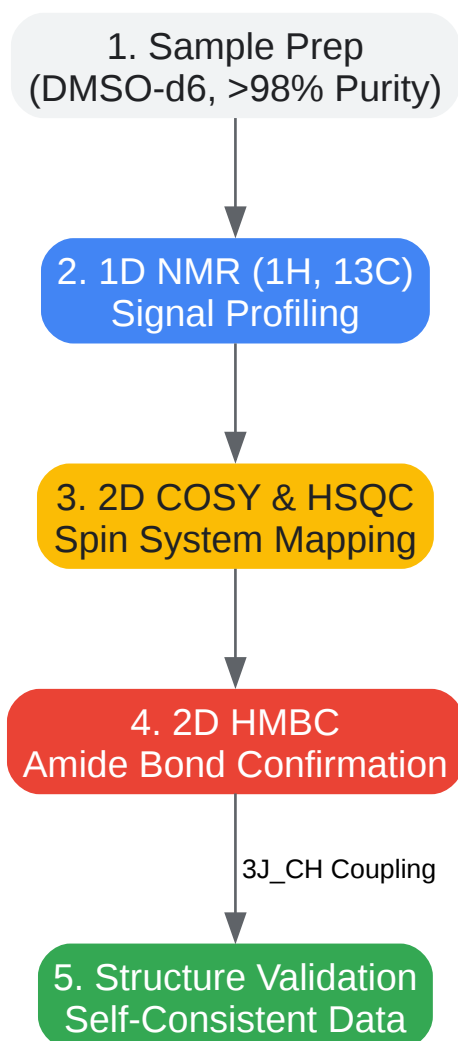 1. Sample Prep
(DMSO-d6, >98% Purity)
2. 1D NMR (1H, 13C)
Signal Profiling
3. 2D COSY & HSQC
Spin System Mapping
4. 2D HMBC
Amide Bond Confirmation
3J_CH Coupling
5. Structure Validation
Self-Consistent Data